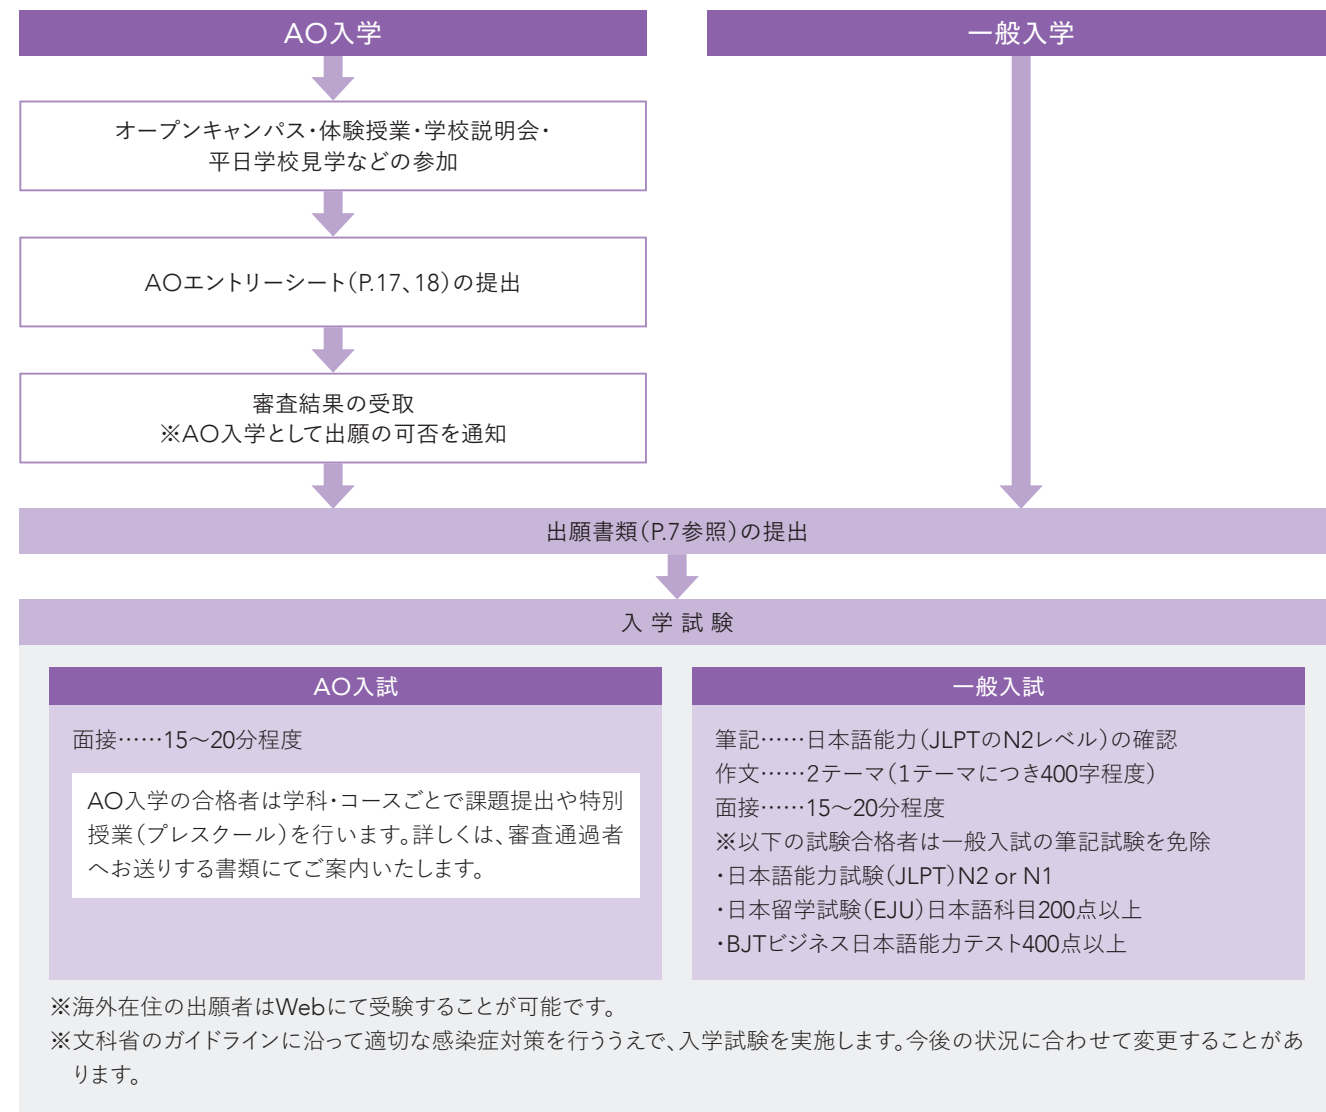 AO入学
一般入学
オープンキャンパス・体験授業・学校説明会・
平日学校見学などの参加
AOエントリーシート(P.17、18)の提出
審査結果の受取
※AO入学として出願の可否を通知
出願書類(P.7参照)の提出
入学試験
AO入試
面接……15〜20分程度
AO入学の合格者は学科・コースごとで課題提出や特別
授業(プレスクール)を行います。詳しくは、審査通過者
へお送りする書類にてご案内いたします。
一般入試
筆記……日本語能力(JLPTのN2レベル)の確認
作文……2テーマ(1テーマにつき400字程度)
面接……15〜20分程度
※以下の試験合格者は一般入試の筆記試験を免除
・日本語能力試験(JLPT)N2 or N1
・日本留学試験(EJU)日本語科目200点以上
・BJTビジネス日本語能力テスト400点以上
※海外在住の出願者はWebにて受験することが可能です。
※文科省のガイドラインに沿って適切な感染症対策を行ううえで、入学試験を実施します。今後の状況に合わせて変更することがあ
ります。